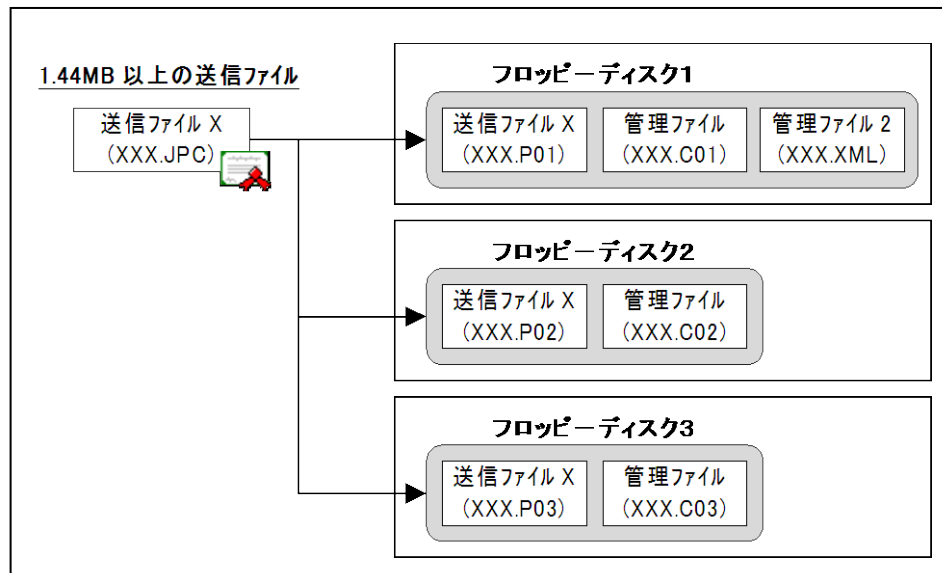 1.44MB 以上の送信ファイル
送信ファイル X
(XXX.JPC)
フロッピーディスク1
送信ファイル X
(XXX.P01)
管理ファイル
(XXX.C01)
管理ファイル 2
(XXX.XML)
フロッピーディスク2
送信ファイル X
(XXX.P02)
管理ファイル
(XXX.C02)
フロッピーディスク3
送信ファイル X
(XXX.P03)
管理ファイル
(XXX.C03)